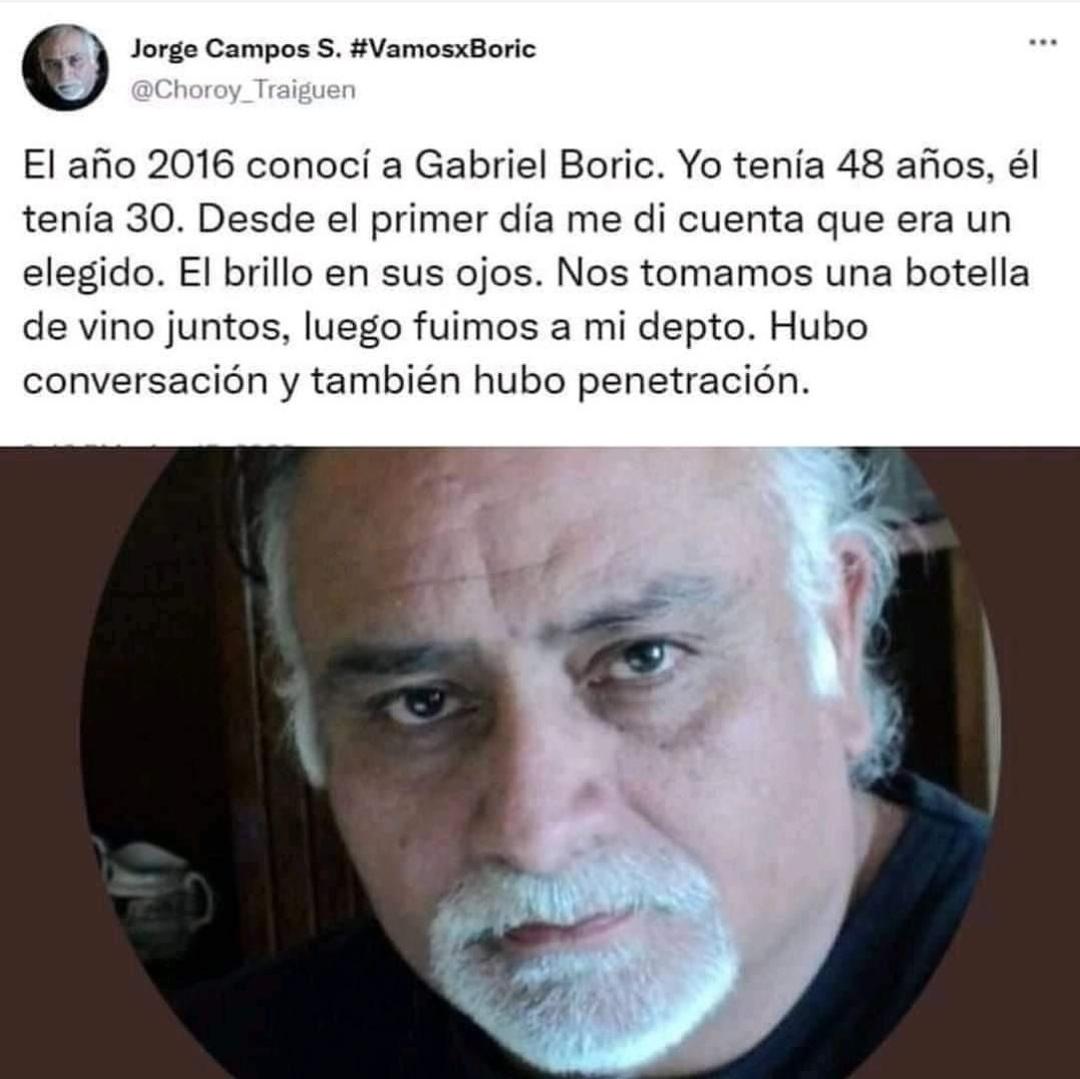 Jorge Campos S. #VamosxBoric
@Choroy_Traiguen
El año 2016 conocí a Gabriel Boric. Yo tenía 48 años, él
tenía 30. Desde el primer día me di cuenta que era un
elegido. El brillo en sus ojos. Nos tomamos una botella
de vino juntos, luego fuimos a mi depto. Hubo
conversación y también hubo penetración.